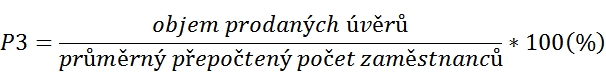 P3 = objem prodaných úvěrů / průměrný přepočtený počet zaměstnanců * 100(%)